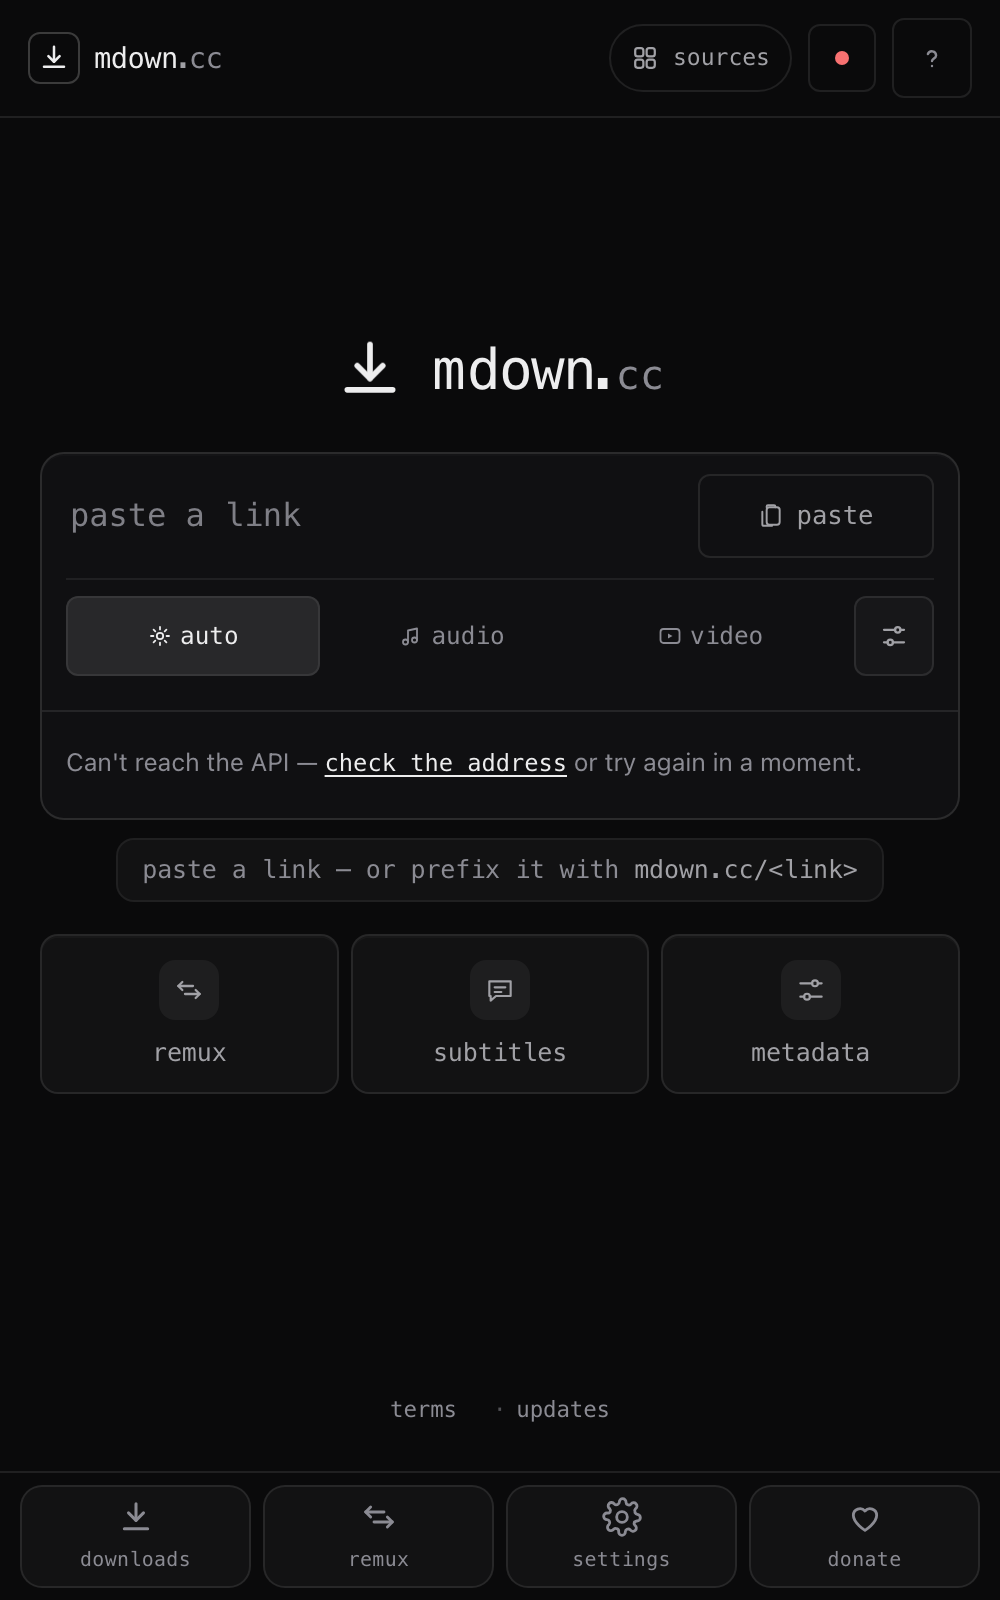 mdown.cc
sources
?
mdown.cc
paste a link
paste
auto
audio
video
Can't reach the API — check the address or try again in a moment.
paste a link — or prefix it with mdown.cc/<link>
remux
subtitles
metadata
terms · updates
downloads
remux
settings
donate